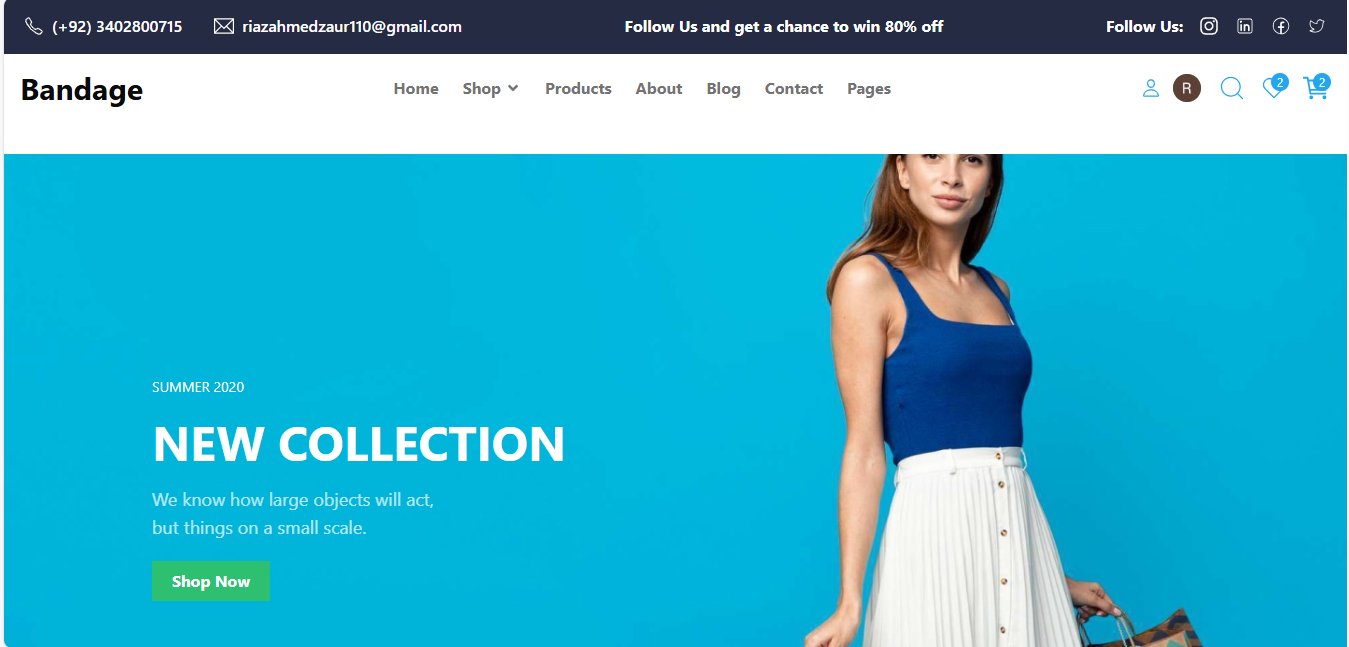 (+92) 3402800715 riazahmedzaur110@gmail.com Follow Us and get a chance to win 80% off Follow Us:
Bandage Home Shop Products About Blog Contact Pages R 2 2
SUMMER 2020
NEW COLLECTION
We know how large objects will act,
but things on a small scale.
Shop Now